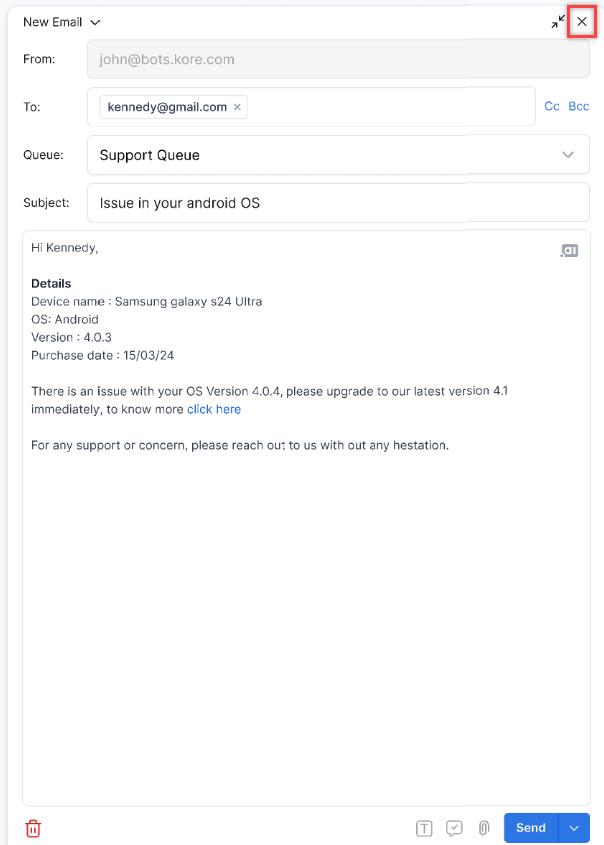 New Email
From: john@bots.kore.com
To: kennedy@gmail.com × Cc Bcc
Queue: Support Queue
Subject: Issue in your android OS
Hi Kennedy,
.ai
Details
Device name : Samsung galaxy s24 Ultra
OS: Android
Version : 4.0.3
Purchase date : 15/03/24
There is an issue with your OS Version 4.0.4, please upgrade to our latest version 4.1
immediately, to know more click here
For any support or concern, please reach out to us with out any hestation.
T
Send